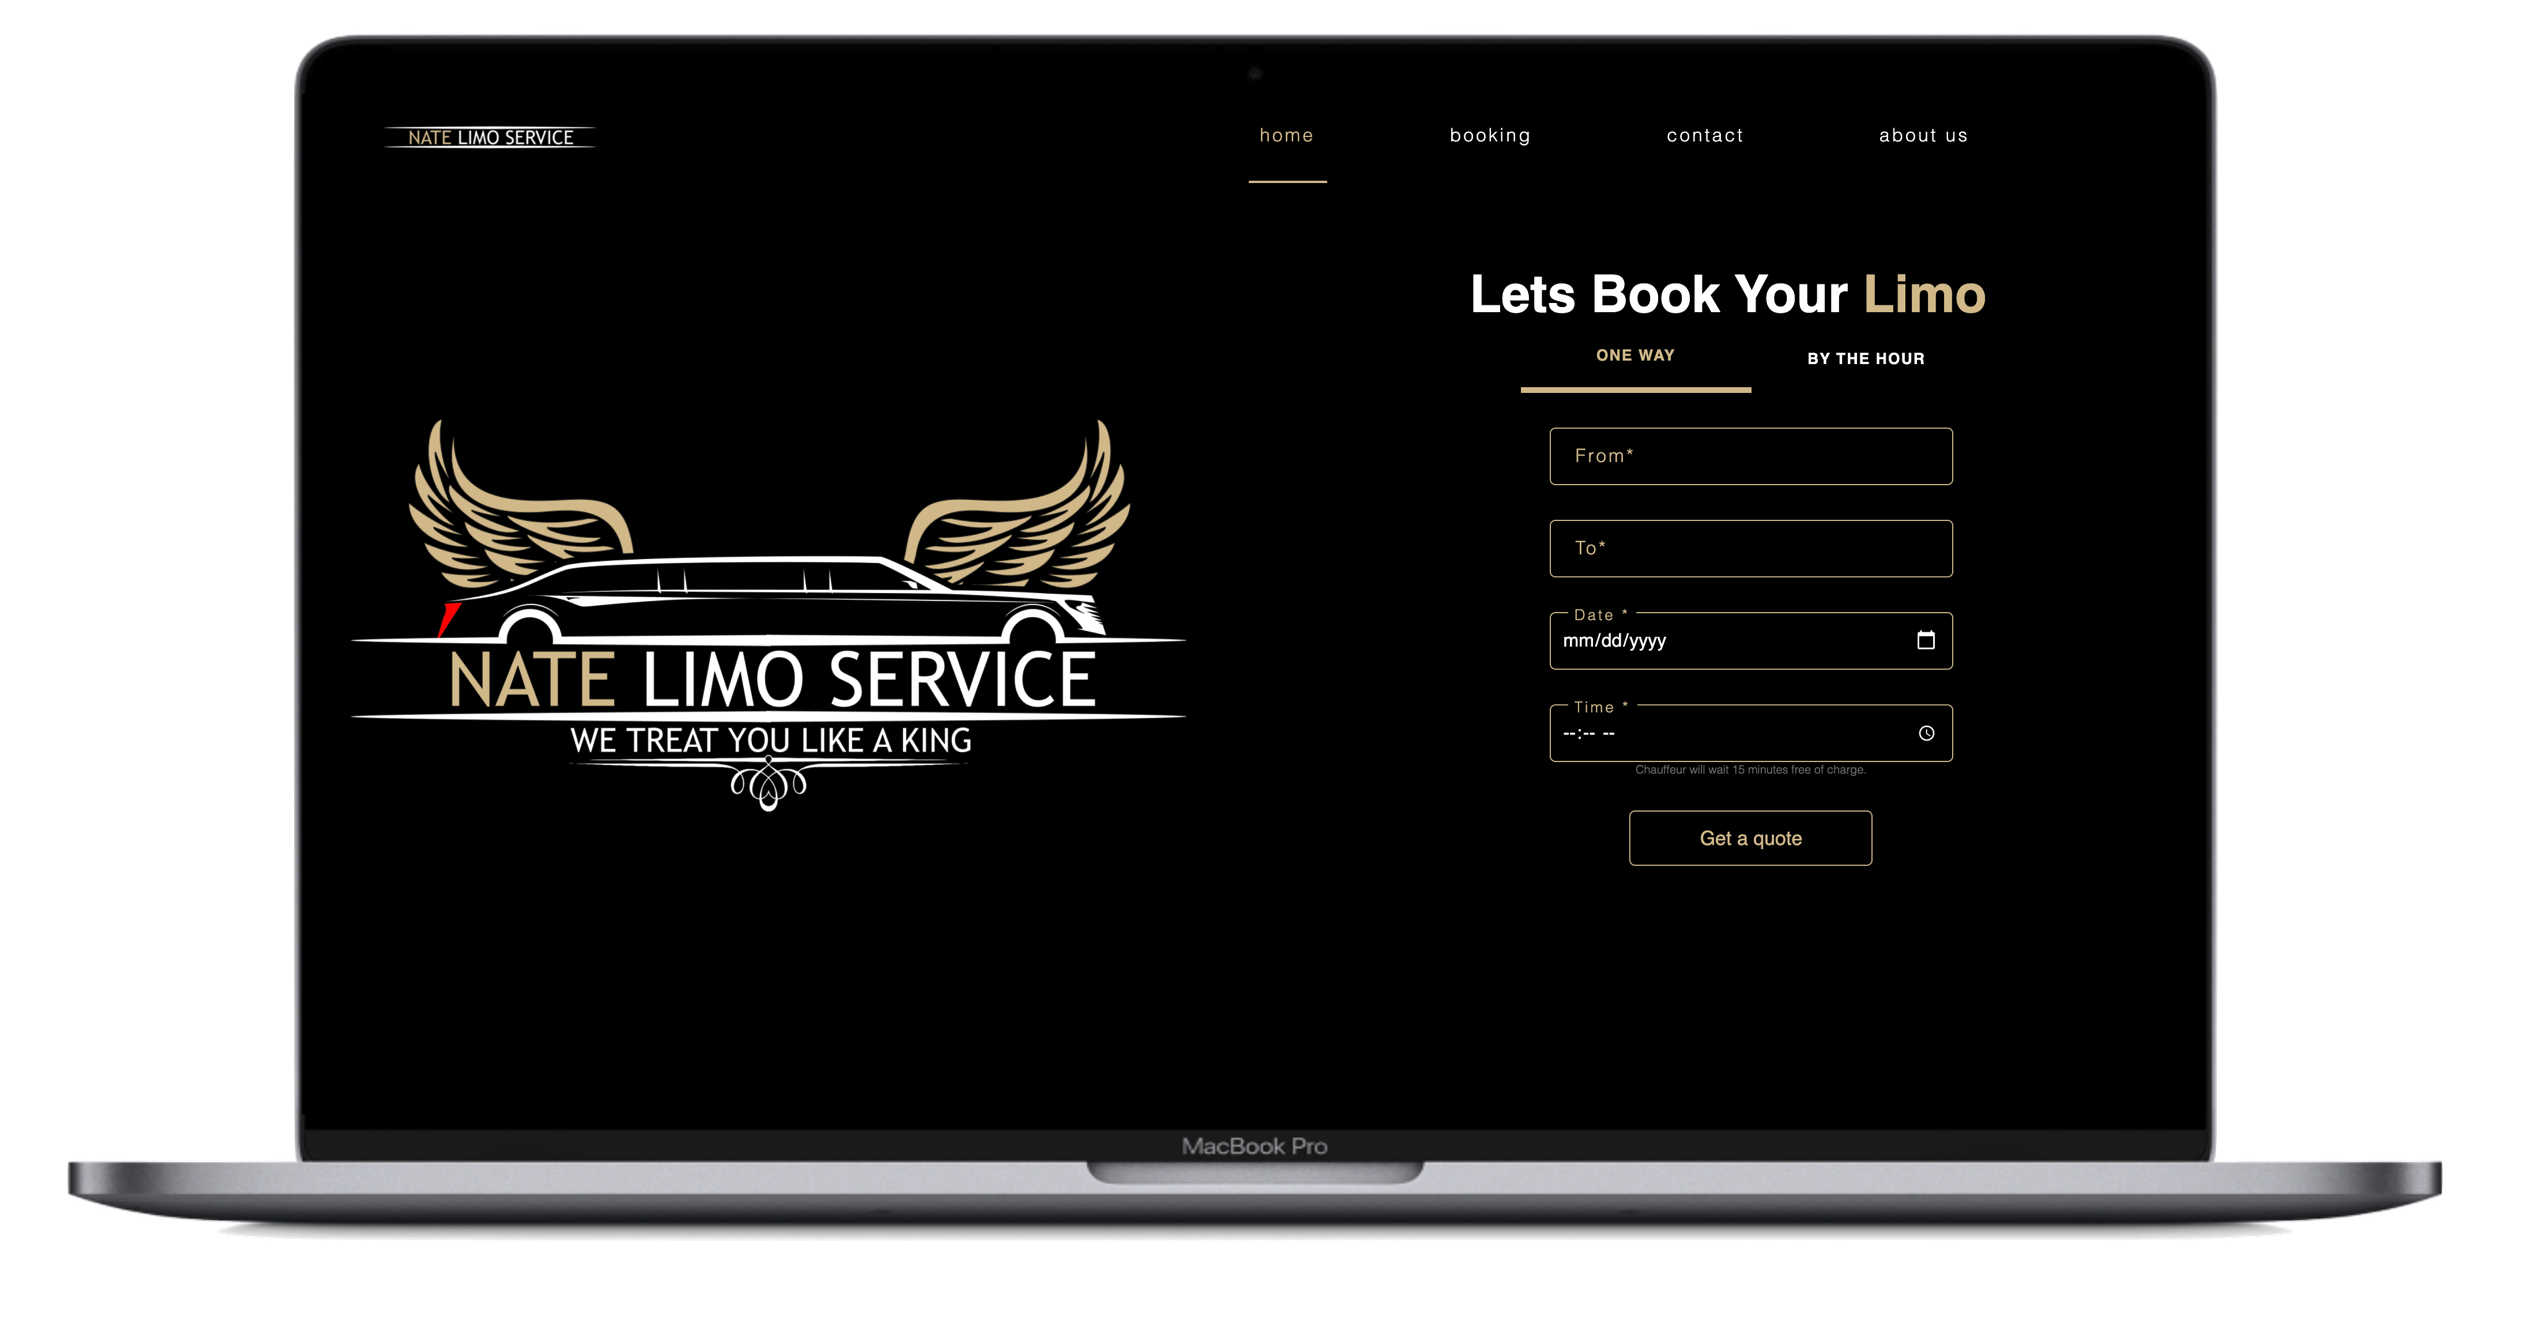 NATE LIMO SERVICE
home booking contact about us
Lets Book Your Limo
ONE WAY BY THE HOUR
From*
To*
Date *
mm/dd/yyyy
Time *
--:-- --
Chauffeur will wait 15 minutes free of charge.
Get a quote
NATE LIMO SERVICE
WE TREAT YOU LIKE A KING
MacBook Pro